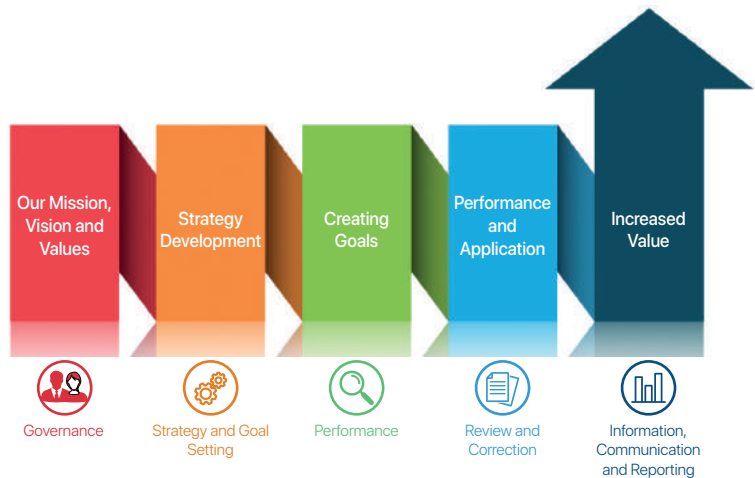 Our Mission,
Vision and
Values
Strategy
Development
Creating
Goals
Performance
and
Application
Increased
Value
Governance
Strategy and Goal
Setting
Performance
Review and
Correction
Information,
Communication
and Reporting